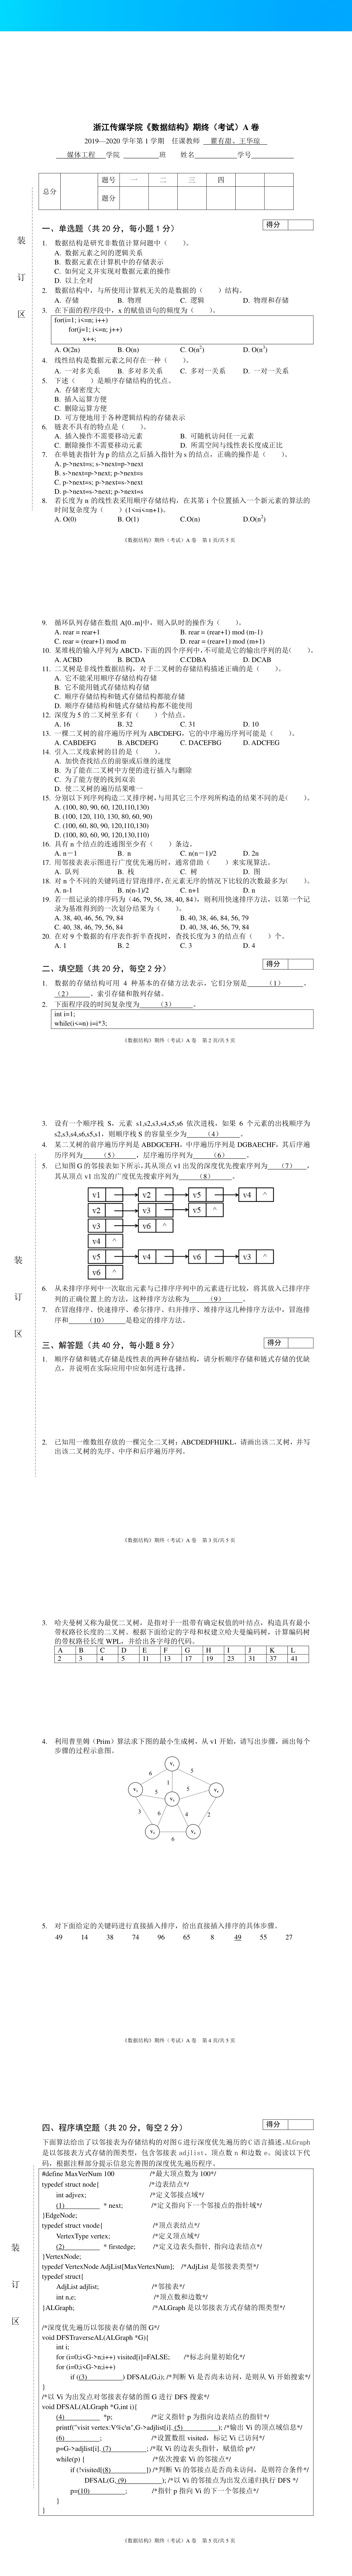 浙江传媒学院《数据结构》期终（考试）A 卷
2019—2020 学年第 1 学期 任课教师 瞿有甜、王华琼
媒体工程 学院 班 姓名 学号
总分 题号 一 二 三 四
题分
装
订
区
一、单选题（共 20 分，每小题 1 分）
得分
1. 数据结构是研究非数值计算问题中（ ）。
A. 数据元素之间的逻辑关系
B. 数据元素在计算机中的存储表示
C. 如何定义并实现对数据元素的操作
D. 以上全对
2. 数据结构中，与所使用计算机无关的是数据的（ ）结构。
A. 存储 B. 物理 C. 逻辑 D. 物理和存储
3. 在下面的程序段中，x 的赋值语句的频度为（ ）。
for(i=1; i<=n; i++)
for(j=1; i<=n; j++)
x++;
A. O(2n) B. O(n) C. O(n²) D. O(n³)
4. 线性结构是数据元素之间存在一种（ ）。
A. 一对多关系 B. 多对多关系 C. 多对一关系 D. 一对一关系
5. 下述（ ）是顺序存储结构的优点。
A. 存储密度大
B. 插入运算方便
C. 删除运算方便
D. 可方便地用于各种逻辑结构的存储表示
6. 链表不具有的特点是（ ）。
A. 插入操作不需要移动元素 B. 可随机访问任一元素
C. 删除操作不需要移动元素 D. 所需空间与线性表长度成正比
7. 在单链表指针为 p 的结点之后插入指针为 s 的结点，正确的操作是（ ）。
A. p->next=s; s->next=p->next
B. s->next=p->next; p->next=s
C. p->next=s; p->next=s->next
D. p->next=s->next; p->next=s
8. 若长度为 n 的线性表采用顺序存储结构，在其第 i 个位置插入一个新元素的算法的
时间复杂度为（ ）(1<=i<=n+1)。
A. O(0) B. O(1) C.O(n) D.O(n²)
《数据结构》期终（考试）A 卷 第 1 页/共 5 页
9. 循环队列存储在数组 A[0..m]中，则入队时的操作为（ ）。
A. rear = rear+1 B. rear = (rear+1) mod (m-1)
C. rear = (rear+1) mod m D. rear = (rear+1) mod (m+1)
10. 某堆栈的输入序列为 ABCD，下面的四个序列中，不可能是它的输出序列的是（ ）。
A. ACBD B. BCDA C.CDBA D. DCAB
11. 二叉树是非线性数据结构，对于二叉树的存储结构描述正确的是（ ）。
A. 它不能采用顺序存储结构存储
B. 它不能用链式存储结构存储
C. 顺序存储结构和链式存储结构都能存储
D. 顺序存储结构和链式存储结构都不能使用
12. 深度为 5 的二叉树至多有（ ）个结点。
A. 16 B. 32 C. 31 D. 10
13. 一棵二叉树的前序遍历序列为 ABCDEFG，它的中序遍历序列可能是（ ）。
A. CABDEFG B. ABCDEFG C. DACEFBG D. ADCFEG
14. 引入二叉线索树的目的是（ ）。
A. 加快查找结点的前驱或后继的速度
B. 为了能在二叉树中方便的进行插入与删除
C. 为了能方便的找到双亲
D. 使二叉树的遍历结果唯一
15. 分别以下列序列构造二叉排序树，与用其它三个序列所构造的结果不同的是（ ）。
A. (100, 80, 90, 60, 120,110,130)
B. (100, 120, 110, 130, 80, 60, 90)
C. (100, 60, 80, 90, 120,110,130)
D. (100, 80, 60, 90, 120,130,110)
16. 具有 n 个结点的连通图至少有（ ）条边。
A. n－1 B. n C. n(n－1)/2 D. 2n
17. 用邻接表表示图进行广度优先遍历时，通常借助（ ）来实现算法。
A. 队列 B. 栈 C. 树 D. 图
18. 对 n 个不同的关键码进行冒泡排序，在元素无序的情况下比较的次数最多为（ ）。
A. n-1 B. n(n-1)/2 C. n+1 D. n
19. 若一组记录的排序码为（46, 79, 56, 38, 40, 84），则利用快速排序方法，以第一个记
录为基准得到的一次划分结果为（ ）。
A. 38, 40, 46, 56, 79, 84 B. 40, 38, 46, 84, 56, 79
C. 40, 38, 46, 79, 56, 84 D. 40, 38, 46, 56, 79, 84
20. 在对 9 个数据的有序表作折半查找时，查找长度为 3 的结点有（ ）个。
A. 1 B. 2 C. 3 D. 4
二、填空题（共 20 分，每空 2 分）
得分
1. 数据的存储结构可用 4 种基本的存储方法表示，它们分别是 （1） 、
（2） 、索引存储和散列存储。
2. 下面程序段的时间复杂度为 （3） 。
int i=1;
while(i<=n) i=i*3;
《数据结构》期终（考试）A 卷 第 2 页/共 5 页
3. 设有一个顺序栈 S，元素 s1,s2,s3,s4,s5,s6 依次进栈，如果 6 个元素的出栈顺序为
s2,s3,s4,s6,s5,s1，则顺序栈 S 的容量至少为 （4） 。
4. 某二叉树的前序遍历序列是 ABDGCEFH，中序遍历序列是 DGBAECHF，其后序遍
历序列为 （5） ，层序遍历序列为 （6） 。
5. 已知图 G 的邻接表如下所示，其从顶点 v1 出发的深度优先搜索序列为 （7） ，
其从顶点 v1 出发的广度优先搜索序列为 （8） 。
v1 v2 v5 v4 ^
v2 v3 v5 ^
v3 v6 ^
v4 ^
v5 v4 v6 v3 ^
v6 ^
6. 从未排序序列中一次取出元素与已排序序列中的元素进行比较，将其放入已排序序
列的正确位置上的方法，这种排序方法称为 （9） 。
7. 在冒泡排序、快速排序、希尔排序、归并排序、堆排序这几种排序方法中，冒泡排
序和 （10） 是稳定的排序方法。
装
订
区
三、解答题（共 40 分，每小题 8 分）
得分
1. 顺序存储和链式存储是线性表的两种存储结构，请分析顺序存储和链式存储的优缺
点，并说明在实际应用中应如何进行选择。
2. 已知用一维数组存放的一棵完全二叉树：ABCDEDFHIJKL，请画出该二叉树，并写
出该二叉树的先序、中序和后序遍历序列。
《数据结构》期终（考试）A 卷 第 3 页/共 5 页
3. 哈夫曼树又称为最优二叉树，是指对于一组带有确定权值的叶结点，构造具有最小
带权路径长度的二叉树。根据下面给定的字母和权建立哈夫曼编码树，计算编码树
的带权路径长度 WPL，并给出各字母的代码。
A B C D E F G H I J K L
2 3 4 5 11 13 17 19 23 31 37 41
4. 利用普里姆（Prim）算法求下图的最小生成树，从 v1 开始，请写出步骤，画出每个
步骤的过程示意图。
v₁
6 5
1
v₂ 5 5 v₄
v₃
3 6 4 2
v₅ v₆
6
5. 对下面给定的关键码进行直接插入排序，给出直接插入排序的具体步骤。
49 14 38 74 96 65 8 49 55 27
《数据结构》期终（考试）A 卷 第 4 页/共 5 页
四、程序填空题（共 20 分，每空 2 分）
得分
下面算法给出了以邻接表为存储结构的对图 G 进行深度优先遍历的 C 语言描述。ALGraph
是以邻接表方式存储的图类型，包含邻接表 adjlist、顶点数 n 和边数 e。阅读以下代
码，根据注释部分提示信息完善图的深度优先遍历程序。
#define MaxVerNum 100 /*最大顶点数为 100*/
typedef struct node{ /*边表结点*/
int adjvex; /*定义邻接点域*/
(1) * next; /*定义指向下一个邻接点的指针域*/
}EdgeNode;
typedef struct vnode{ /*顶点表结点*/
VertexType vertex; /*定义顶点域*/
(2) * firstedge; /*定义边表头指针, 指向边表结点*/
}VertexNode;
typedef VertexNode AdjList[MaxVertexNum]; /*AdjList 是邻接表类型*/
typedef struct{
AdjList adjlist; /*邻接表*/
int n,e; /*顶点数和边数*/
}ALGraph; /*ALGraph 是以邻接表方式存储的图类型*/
/*深度优先遍历以邻接表存储的图 G*/
void DFSTraverseAL(ALGraph *G){
int i;
for (i=0;i<G->n;i++) visited[i]=FALSE; /*标志向量初始化*/
for (i=0;i<G->n;i++)
if ((3) ) DFSAL(G,i); /*判断 Vi 是否尚未访问，是则从 Vi 开始搜索*/
}
/*以 Vi 为出发点对邻接表存储的图 G 进行 DFS 搜索*/
void DFSAL(ALGraph *G,int i){
(4) *p; /*定义指针 p 为指向边表结点的指针*/
printf("visit vertex:V%c\n",G->adjlist[i]. (5) ); /*输出 Vi 的顶点域信息*/
(6) ; /*设置数组 visited，标记 Vi 已访问*/
p=G->adjlist[i]. (7) ; /*取 Vi 的边表头指针，赋值给 p*/
while(p) { /*依次搜索 Vi 的邻接点*/
if (!visited[(8) ]) /*判断 Vi 的邻接点是否尚未访问，是则符合条件*/
DFSAL(G, (9) ); /*以 Vi 的邻接点为出发点递归执行 DFS */
p=(10) ; /*指针 p 指向 Vi 的下一个邻接点*/
}
}
装
订
区
《数据结构》期终（考试）A 卷 第 5 页/共 5 页